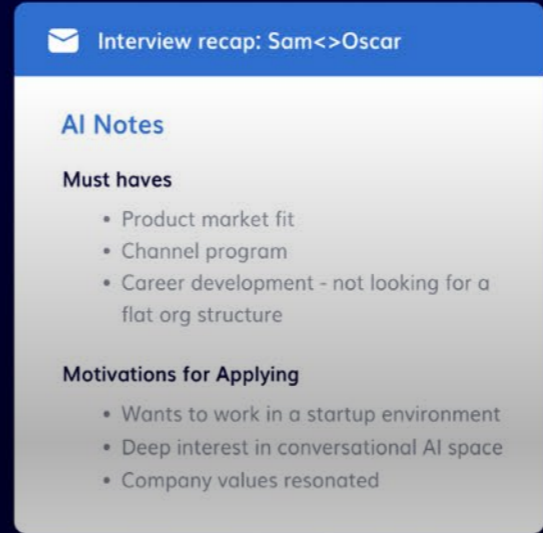 Interview recap: Sam<>Oscar
AI Notes
Must haves
• Product market fit
• Channel program
• Career development - not looking for a
flat org structure
Motivations for Applying
• Wants to work in a startup environment
• Deep interest in conversational AI space
• Company values resonated